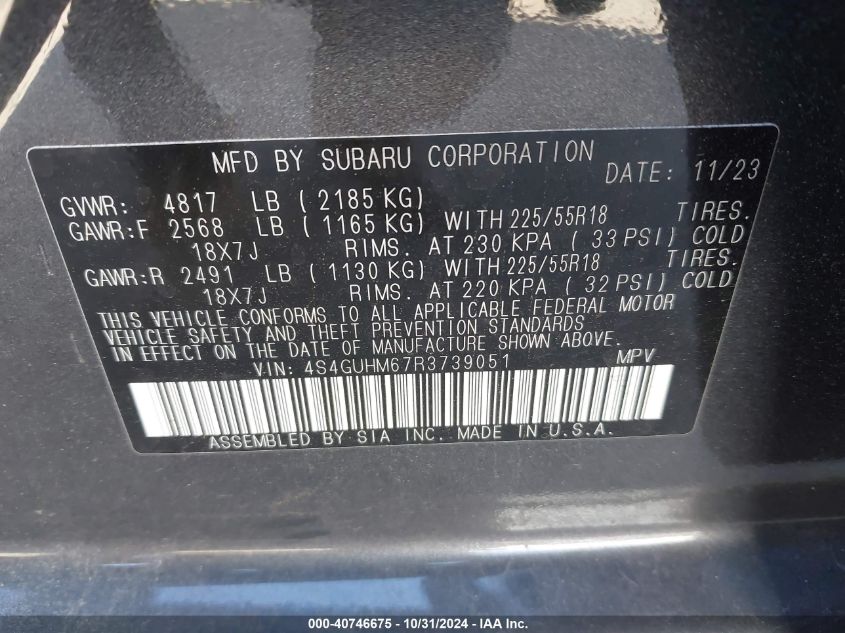 MFD BY SUBARU CORPORATION DATE: 11/23
GVWR: 4817 LB ( 2185 KG)
GAWR:F 2568 LB ( 1165 KG) WITH 225/55R18 TIRES.
18X7J RIMS. AT 230 KPA ( 33 PSI) COLD
GAWR:R 2491 LB ( 1130 KG) WITH 225/55R18 TIRES.
18X7J RIMS. AT 220 KPA ( 32 PSI) COLD
THIS VEHICLE CONFORMS TO ALL APPLICABLE FEDERAL MOTOR
VEHICLE SAFETY AND THEFT PREVENTION STANDARDS
IN EFFECT ON THE DATE OF MANUFACTURE SHOWN ABOVE.
VIN: 4S4GUHM67R3739051 MPV
ASSEMBLED BY SIA INC. MADE IN U.S.A.
000-40746675 - 10/31/2024 - IAA Inc.